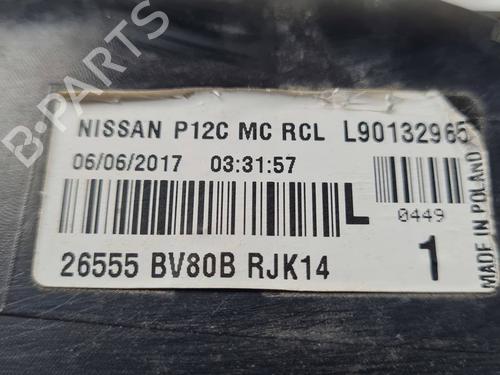 NISSAN P12C MC RCL L90132965
06/06/2017 03:31:57
L
0449
26555 BV80B RJK14
1
MADE IN POLAND
B-PARTS